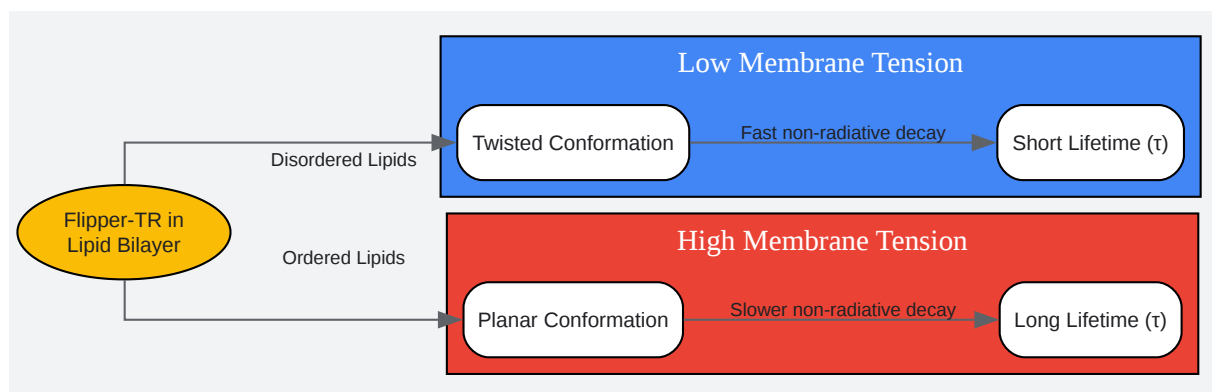 Low Membrane Tension
Twisted Conformation
Fast non-radiative decay
Short Lifetime (τ)
Disordered Lipids
Flipper-TR in
Lipid Bilayer
Ordered Lipids
High Membrane Tension
Planar Conformation
Slower non-radiative decay
Long Lifetime (τ)